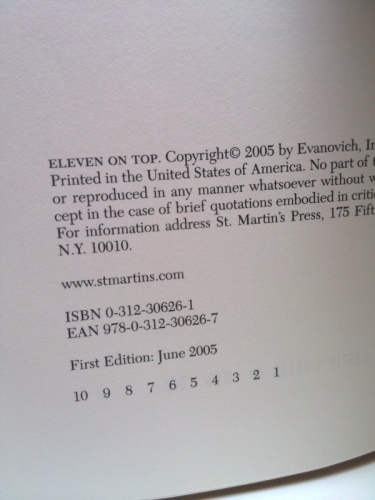 ELEVEN ON TOP. Copyright© 2005 by Evanovich, In
Printed in the United States of America. No part of t
or reproduced in any manner whatsoever without w
cept in the case of brief quotations embodied in critic
For information address St. Martin's Press, 175 Fift
N.Y. 10010.
www.stmartins.com
ISBN 0-312-30626-1
EAN 978-0-312-30626-7
First Edition: June 2005
10 9 8 7 6 5 4 3 2 1